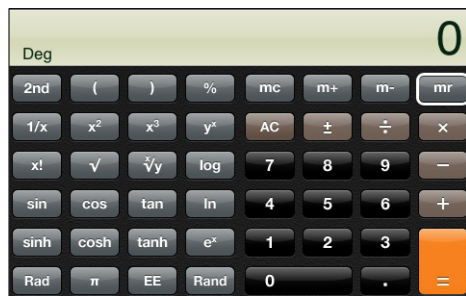 0
Deg
2nd ( ) % mc m+ m- mr
1/x x² x³ yˣ AC ± ÷ ×
x! √ ˣ√y log 7 8 9 −
sin cos tan ln 4 5 6 +
sinh cosh tanh eˣ 1 2 3
Rad π EE Rand 0 . =